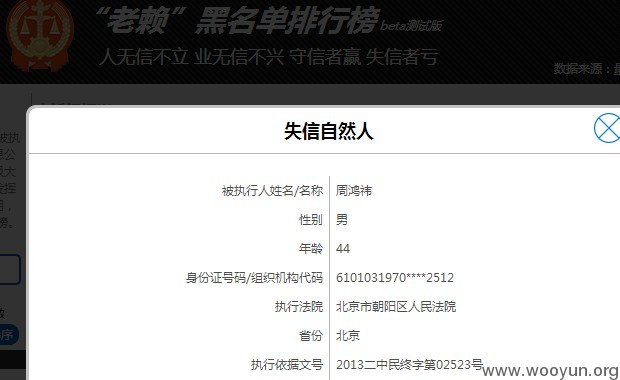 “老赖”黑名单排行榜 beta测试版
人无信不立 业无信不兴 守信者赢 失信者亏
数据来源：
失信自然人
被执行人姓名/名称 周鸿祎
性别 男
年龄 44
身份证号码/组织机构代码 6101031970****2512
执行法院 北京市朝阳区人民法院
省份 北京
执行依据文号 2013二中民终字第02523号
www.wooyun.org